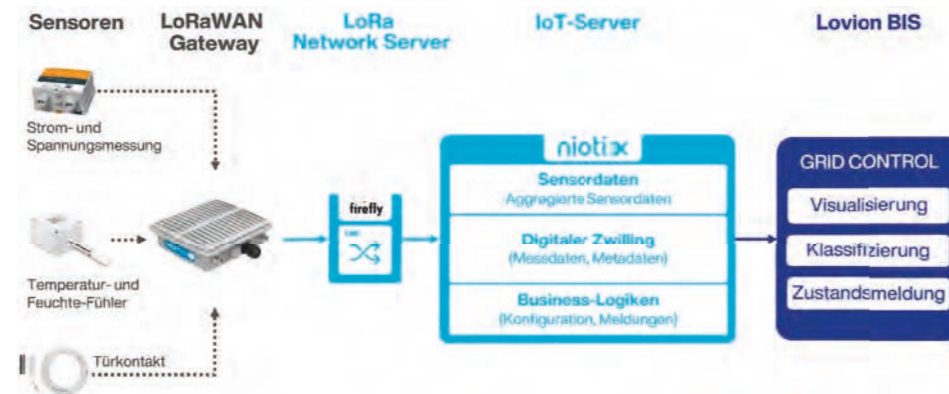 Sensoren
LoRaWAN
Gateway
LoRa
Network Server
IoT-Server
Lovion BIS
Strom- und
Spannungsmessung
Temperatur- und
Feuchte-Fühler
Türkontakt
firefly
niotix
Sensordaten
Aggregierte Sensordaten
Digitaler Zwilling
(Messdaten, Metadaten)
Business-Logiken
(Konfiguration, Meldungen)
GRID CONTROL
Visualisierung
Klassifizierung
Zustandsmeldung